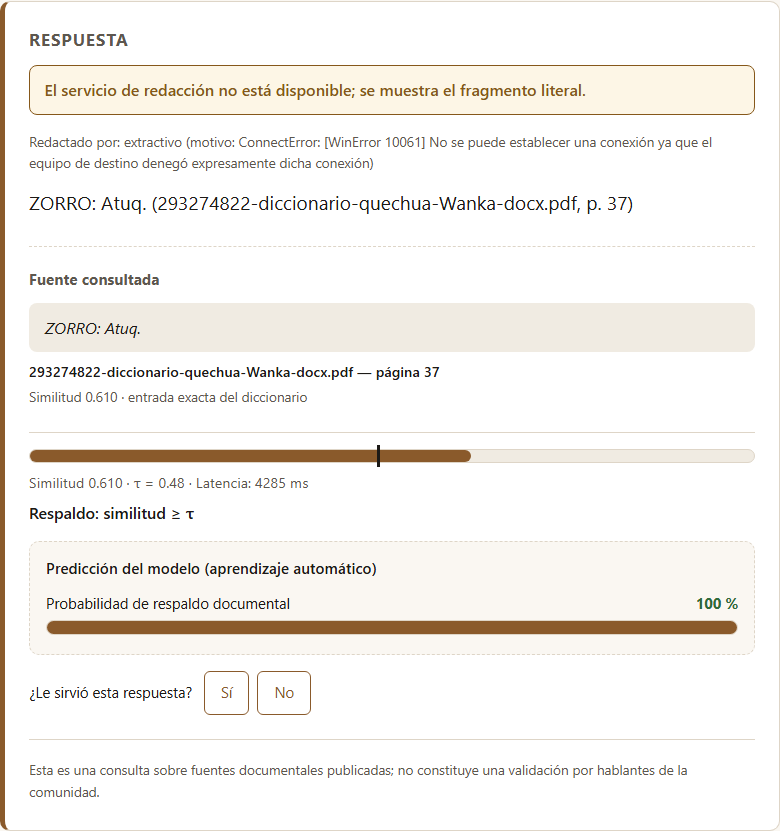 RESPUESTA
El servicio de redacción no está disponible; se muestra el fragmento literal.
Redactado por: extractivo (motivo: ConnectError: [WinError 10061] No se puede establecer una conexión ya que el
equipo de destino denegó expresamente dicha conexión)
ZORRO: Atuq. (293274822-diccionario-quechua-Wanka-docx.pdf, p. 37)
Fuente consultada
ZORRO: Atuq.
293274822-diccionario-quechua-Wanka-docx.pdf — página 37
Similitud 0.610 · entrada exacta del diccionario
Similitud 0.610 · τ = 0.48 · Latencia: 4285 ms
Respaldo: similitud ≥ τ
Predicción del modelo (aprendizaje automático)
Probabilidad de respaldo documental 100 %
¿Le sirvió esta respuesta? Sí No
Esta es una consulta sobre fuentes documentales publicadas; no constituye una validación por hablantes de la
comunidad.